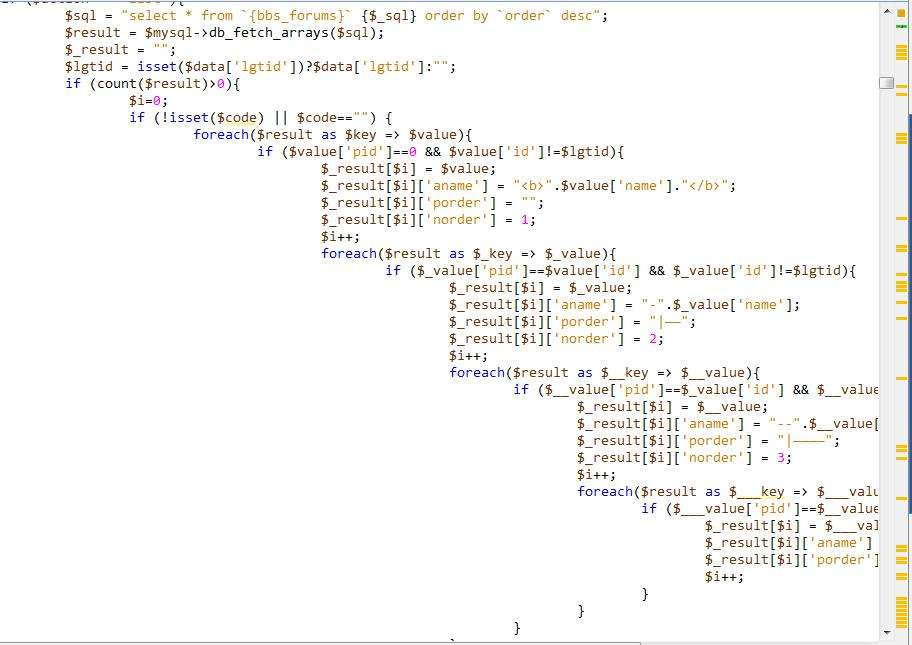 $sql = "select * from `{bbs_forums}` {$_sql} order by `order` desc";
$result = $mysql->db_fetch_arrays($sql);
$_result = "";
$lgtid = isset($data['lgtid'])?$data['lgtid']:"";
if (count($result)>0){
$i=0;
if (!isset($code) || $code=="") {
foreach($result as $key => $value){
if ($value['pid']==0 && $value['id']!=$lgtid){
$_result[$i] = $value;
$_result[$i]['aname'] = "<b>".$value['name']."</b>";
$_result[$i]['porder'] = "";
$_result[$i]['norder'] = 1;
$i++;
foreach($result as $_key => $_value){
if ($_value['pid']==$value['id'] && $_value['id']!=$lgtid){
$_result[$i] = $_value;
$_result[$i]['aname'] = "-".$_value['name'];
$_result[$i]['porder'] = "|——";
$_result[$i]['norder'] = 2;
$i++;
foreach($result as $__key => $__value){
if ($__value['pid']==$_value['id'] && $__value
$_result[$i] = $__value;
$_result[$i]['aname'] = "--".$__value[
$_result[$i]['porder'] = "|————";
$_result[$i]['norder'] = 3;
$i++;
foreach($result as $___key => $___valu
if ($___value['pid']==$__value
$_result[$i] = $___val
$_result[$i]['aname']
$_result[$i]['porder']
$i++;
}
}
}